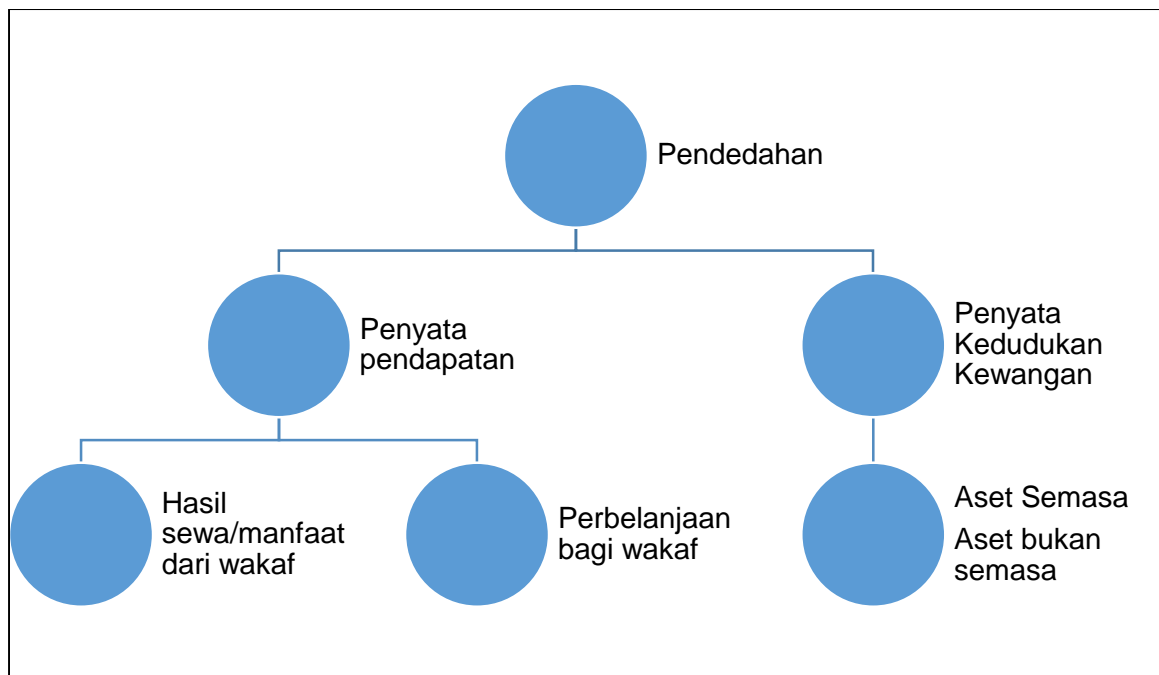 Pendedahan
Penyata
pendapatan
Penyata
Kedudukan
Kewangan
Hasil
sewa/manfaat
dari wakaf
Perbelanjaan
bagi wakaf
Aset Semasa
Aset bukan
semasa